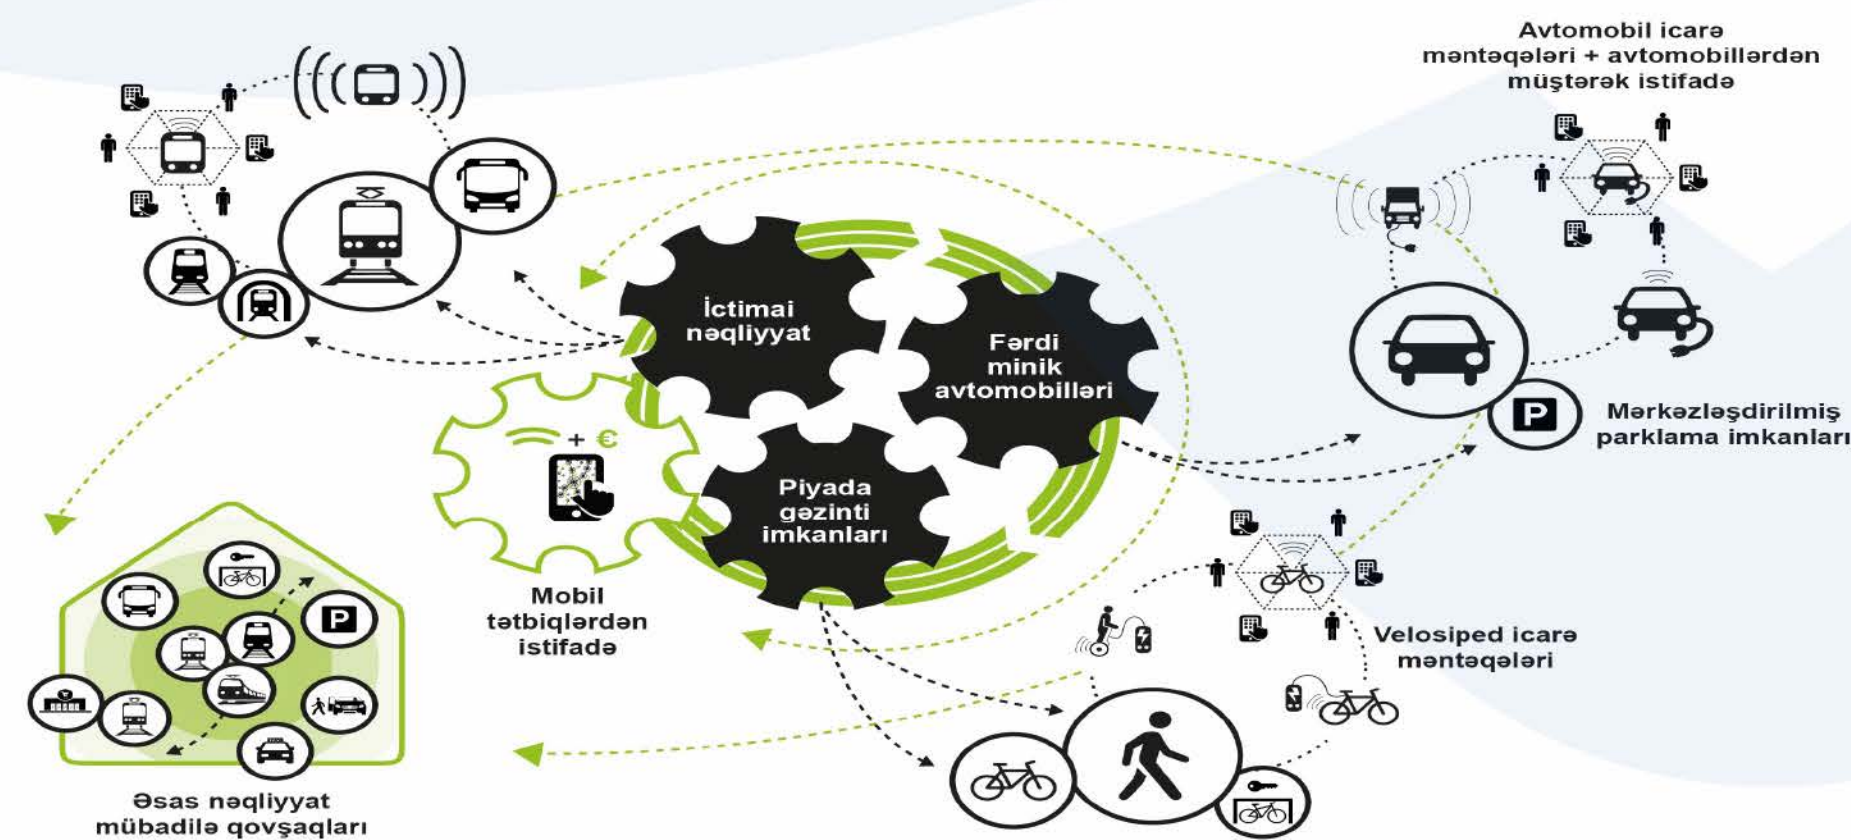 Avtomobil icarə
məntəqələri + avtomobillərdən
müştərək istifadə
İctimai
nəqliyyat
Fərdi
minik
avtomobilləri
P
Mərkəzləşdirilmiş
parklama imkanları
+ €
Piyada
gəzinti
imkanları
Mobil
tətbiqlərdən
istifadə
P
Velosiped icarə
məntəqələri
Əsas nəqliyyat
mübadilə qovşaqları